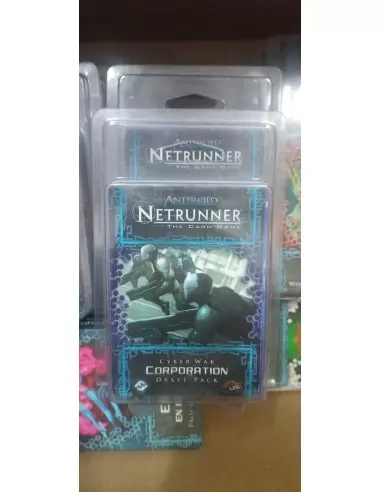 ANDROID
NETRUNNER
THE CARD GAME
ANDROID
NETRUNNER
THE CARD GAME
CYBER WAR
CORPORATION
DRAFT PACK